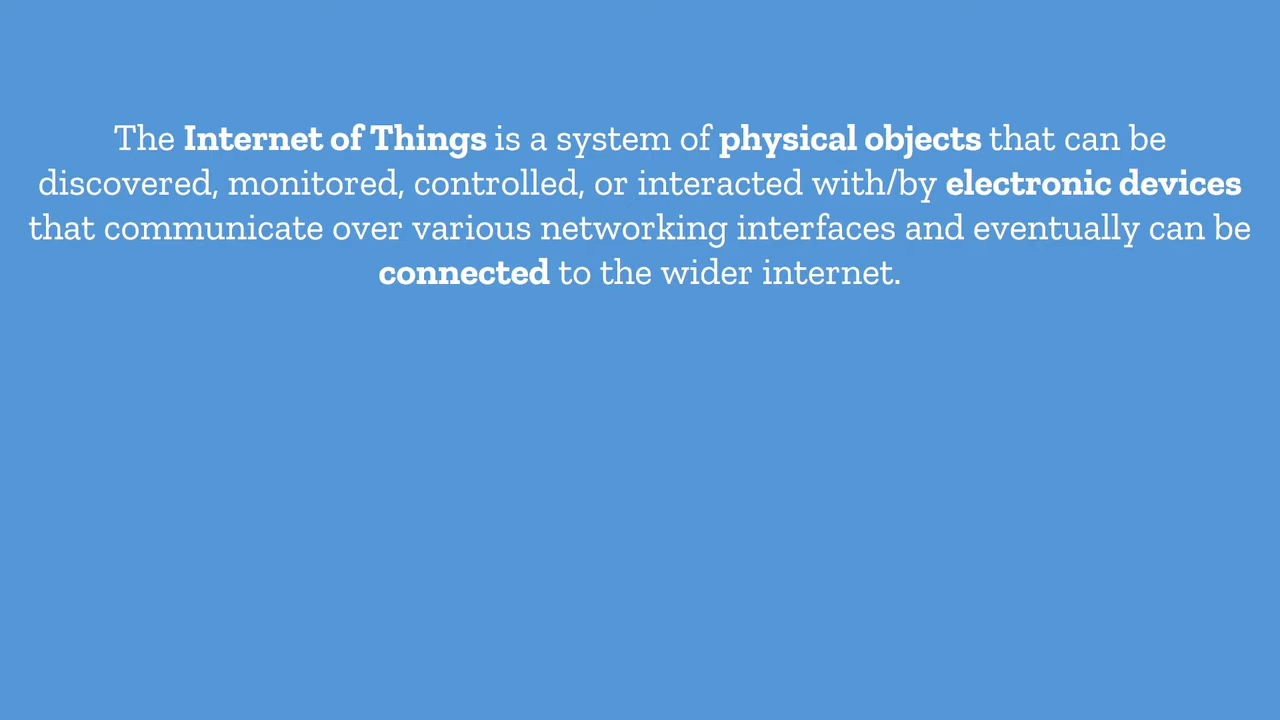 The Internet of Things is a system of physical objects that can be
discovered, monitored, controlled, or interacted with/by electronic devices
that communicate over various networking interfaces and eventually can be
connected to the wider internet.